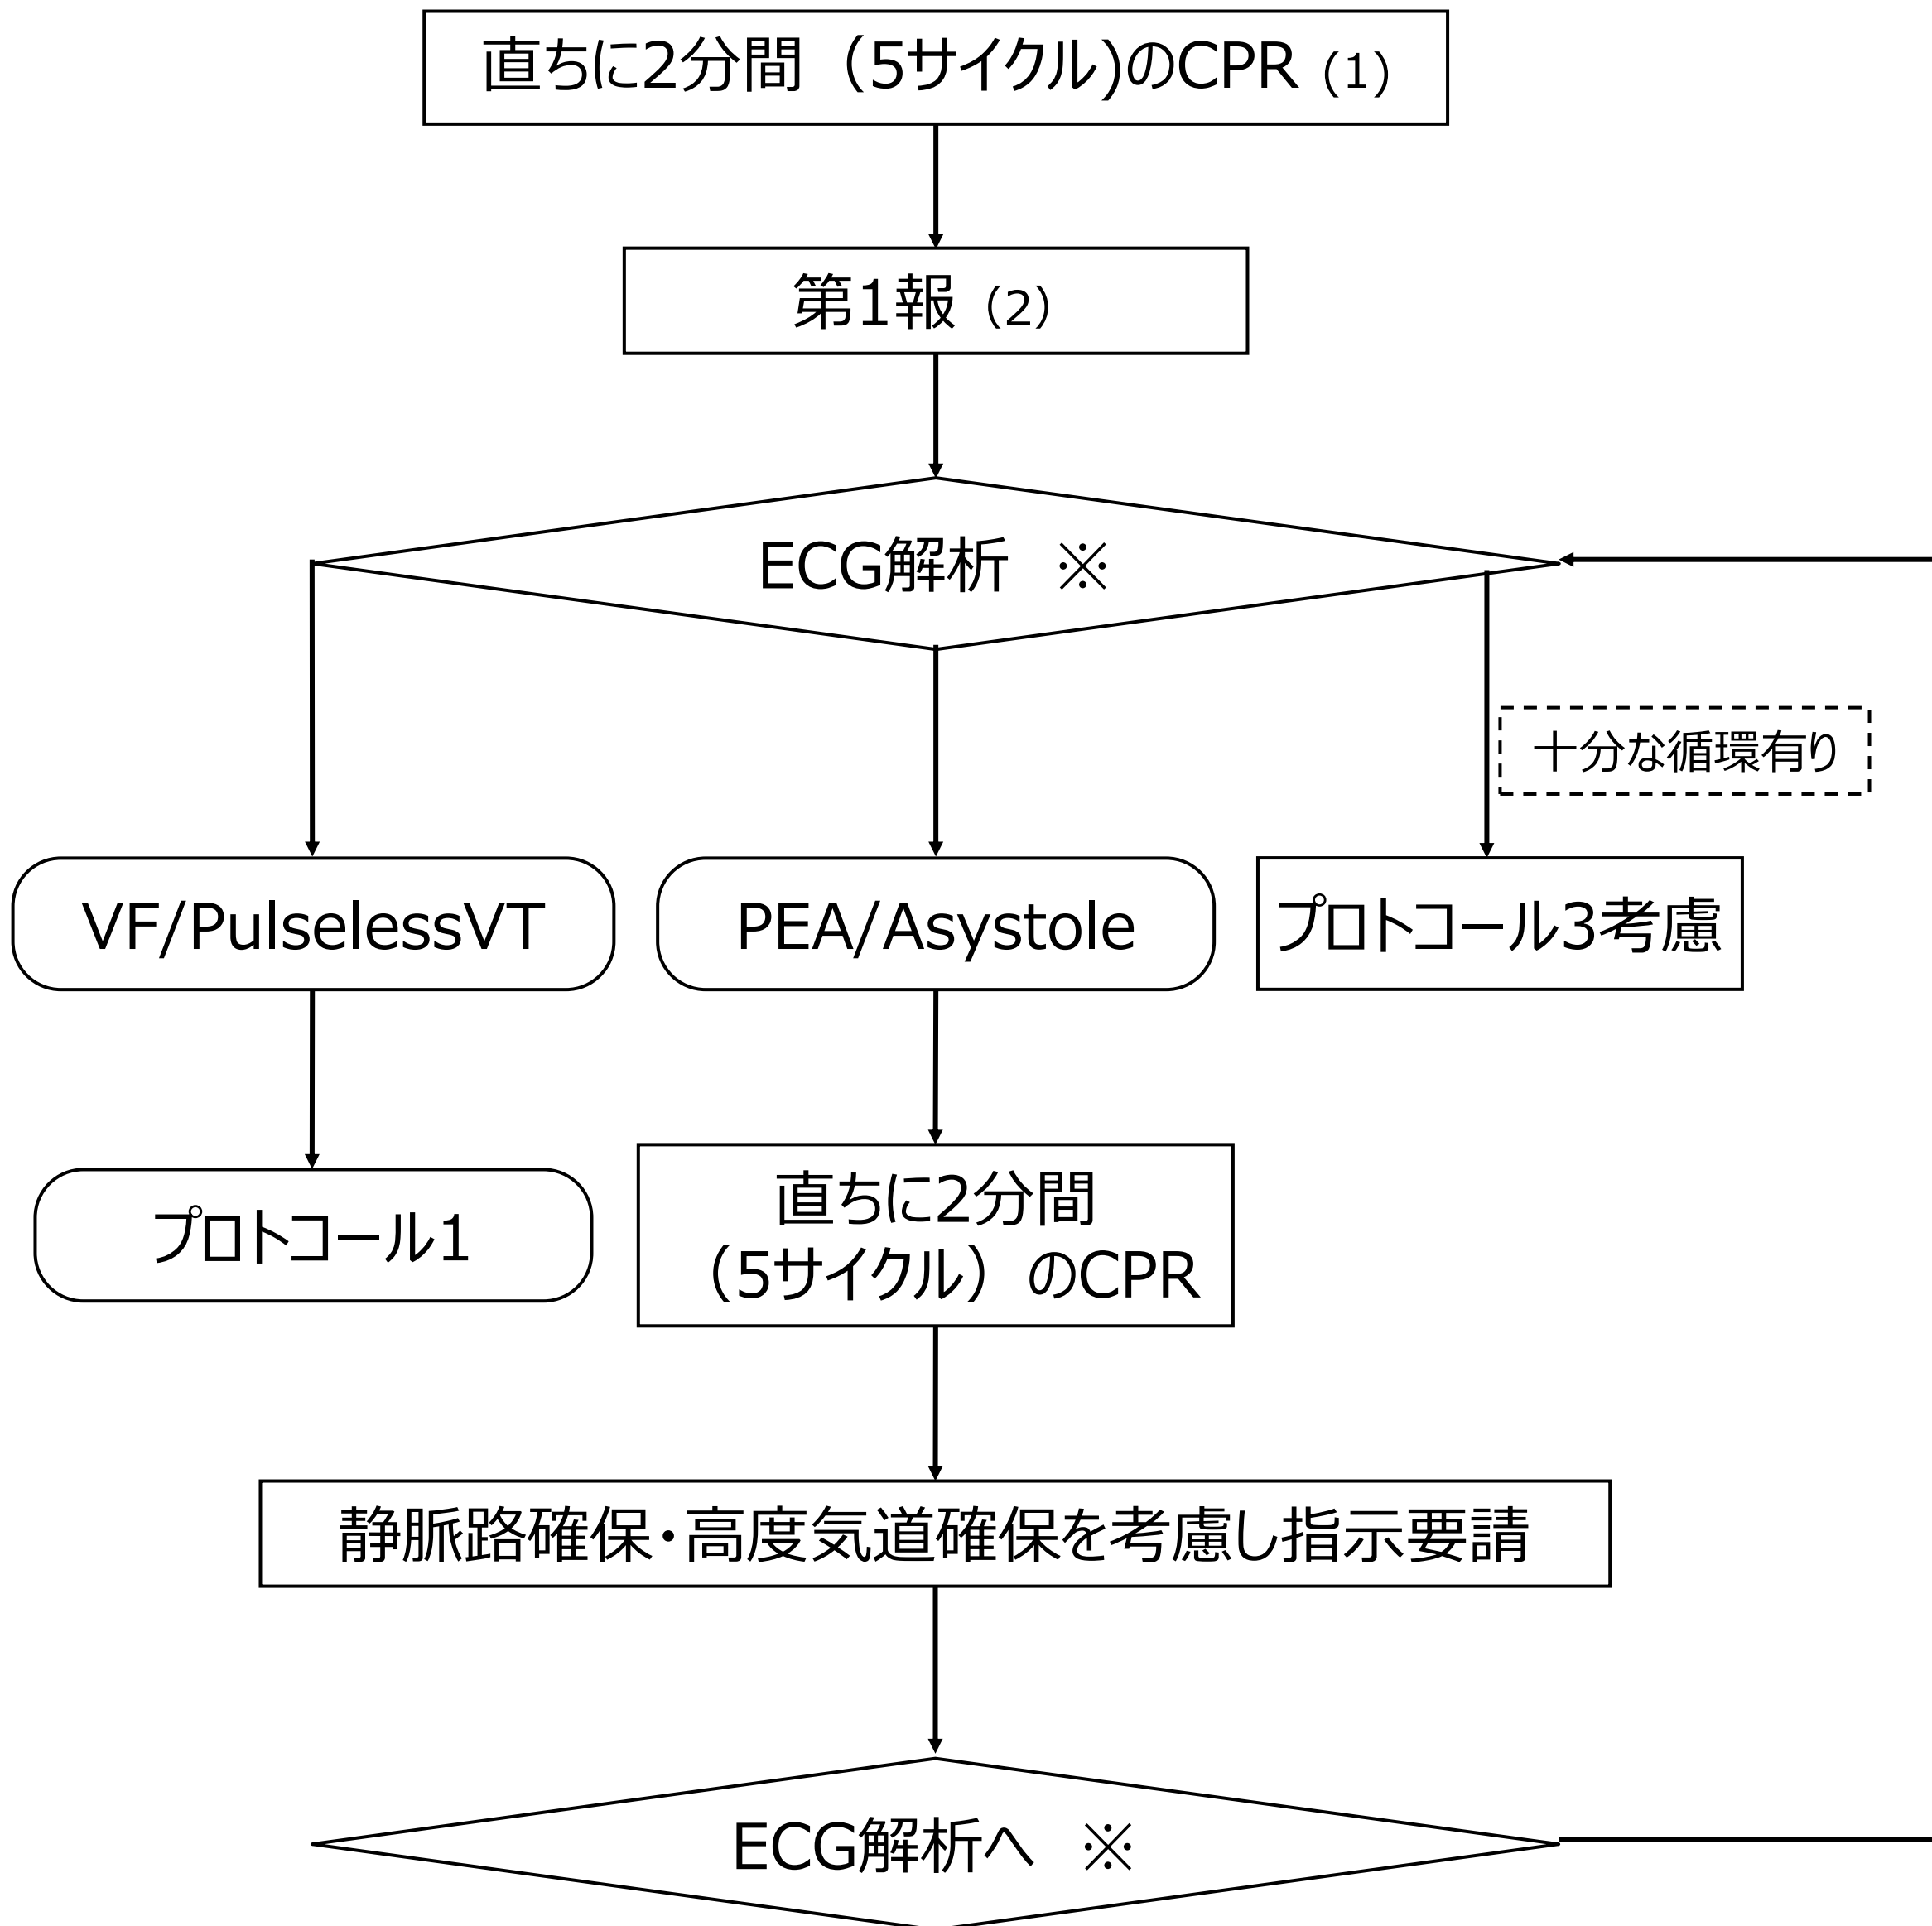 直ちに2分間（5サイクル）のCPR（1）
第1報（2）
ECG解析　※
十分な循環有り
VF/PulselessVT
PEA/Asystole
プロトコール3考慮
プロトコール1
直ちに2分間
（5サイクル）のCPR
静脈路確保・高度気道確保を考慮し指示要請
ECG解析へ　※